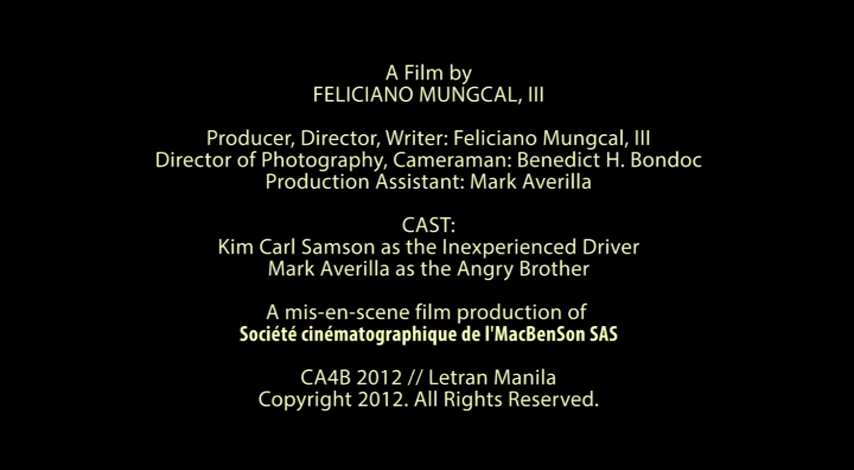 A Film by
FELICIANO MUNGCAL, III
Producer, Director, Writer: Feliciano Mungcal, III
Director of Photography, Cameraman: Benedict H. Bondoc
Production Assistant: Mark Averilla
CAST:
Kim Carl Samson as the Inexperienced Driver
Mark Averilla as the Angry Brother
A mis-en-scene film production of
Société cinématographique de l'MacBenSon SAS
CA4B 2012 // Letran Manila
Copyright 2012. All Rights Reserved.